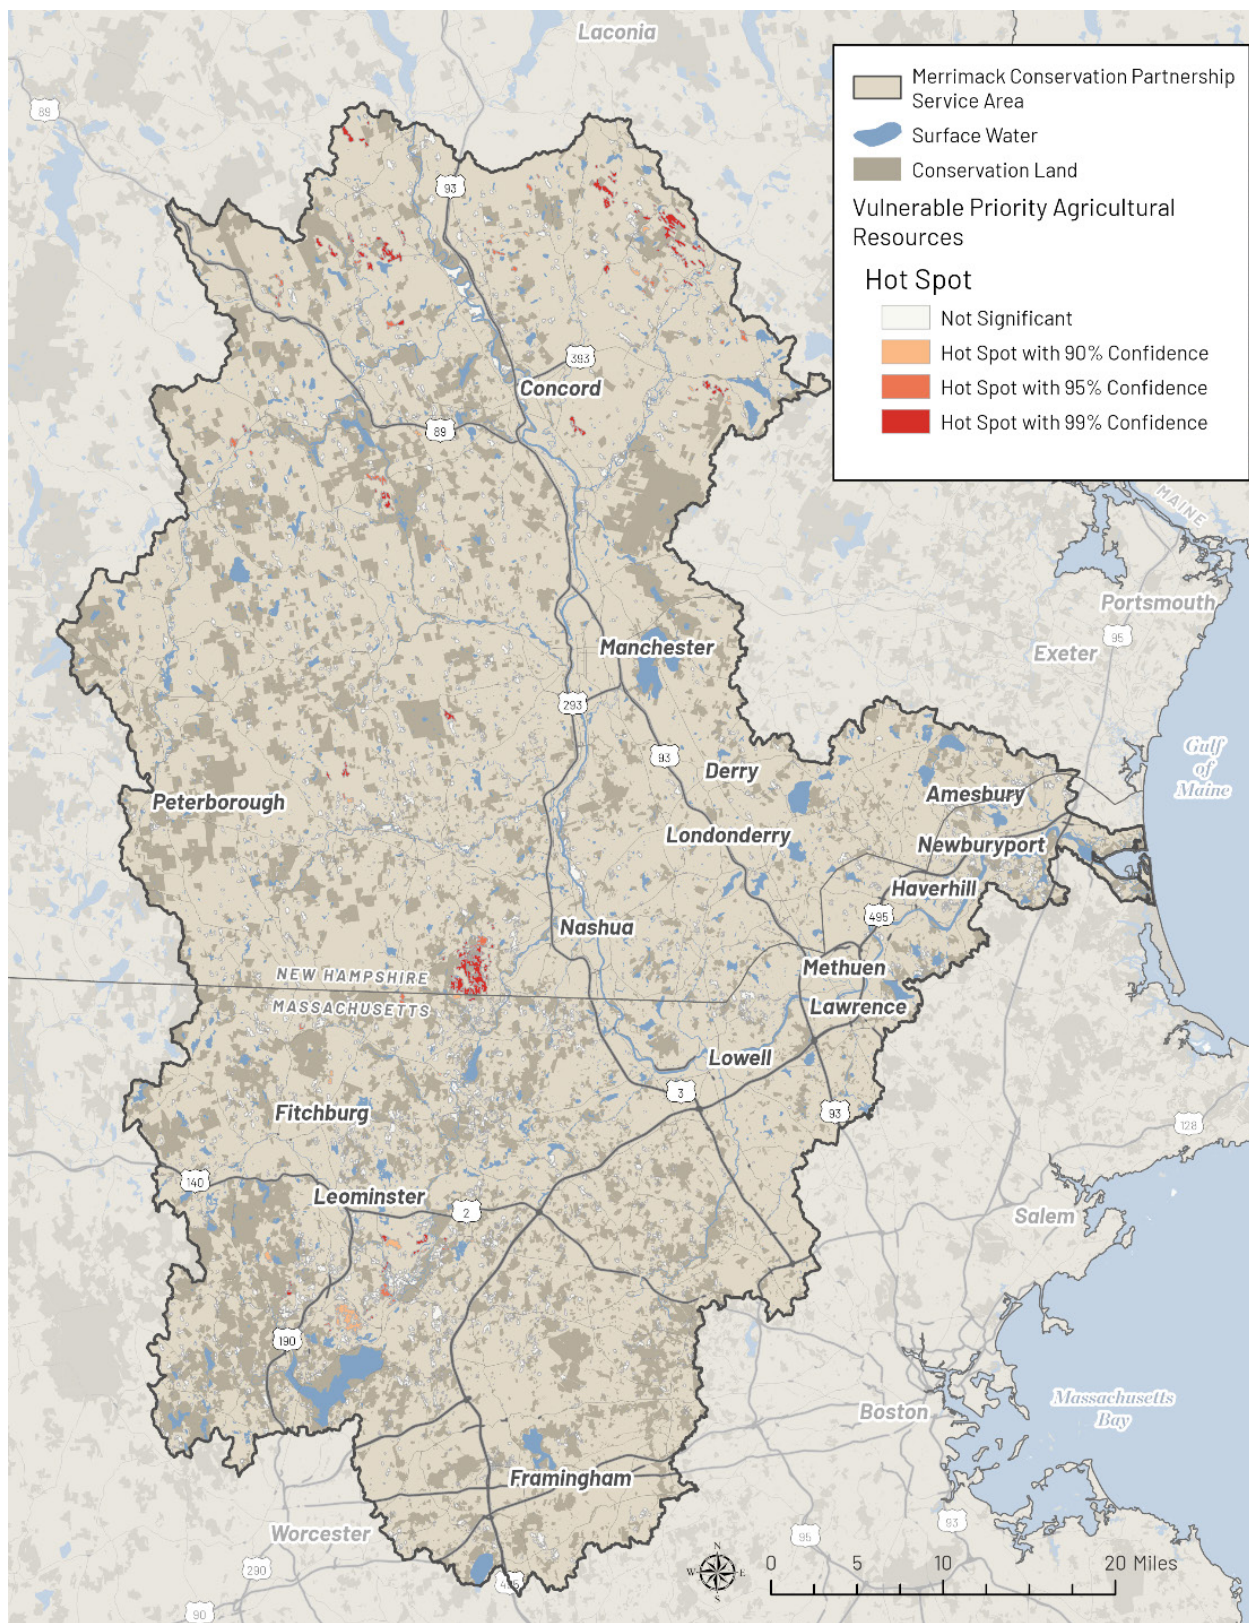 Laconia
89
93
Merrimack Conservation Partnership
Service Area
Surface Water
Conservation Land
Vulnerable Priority Agricultural
Resources
Hot Spot
Not Significant
Hot Spot with 90% Confidence
Hot Spot with 95% Confidence
Hot Spot with 99% Confidence
393
Concord
89
MAINE
Portsmouth
95
Exeter
Manchester
293
93
Gulf
of
Maine
Derry
Peterborough
Amesbury
Londonderry
Newburyport
Haverhill
495
Nashua
NEW HAMPSHIRE
MASSACHUSETTS
Methuen
Lawrence
Lowell
3
93
Fitchburg
128
140
Leominster
2
Salem
190
Massachusetts
Bay
Boston
Framingham
Worcester
95
93
290
495
90
N
W E
S
0 5 10 20 Miles